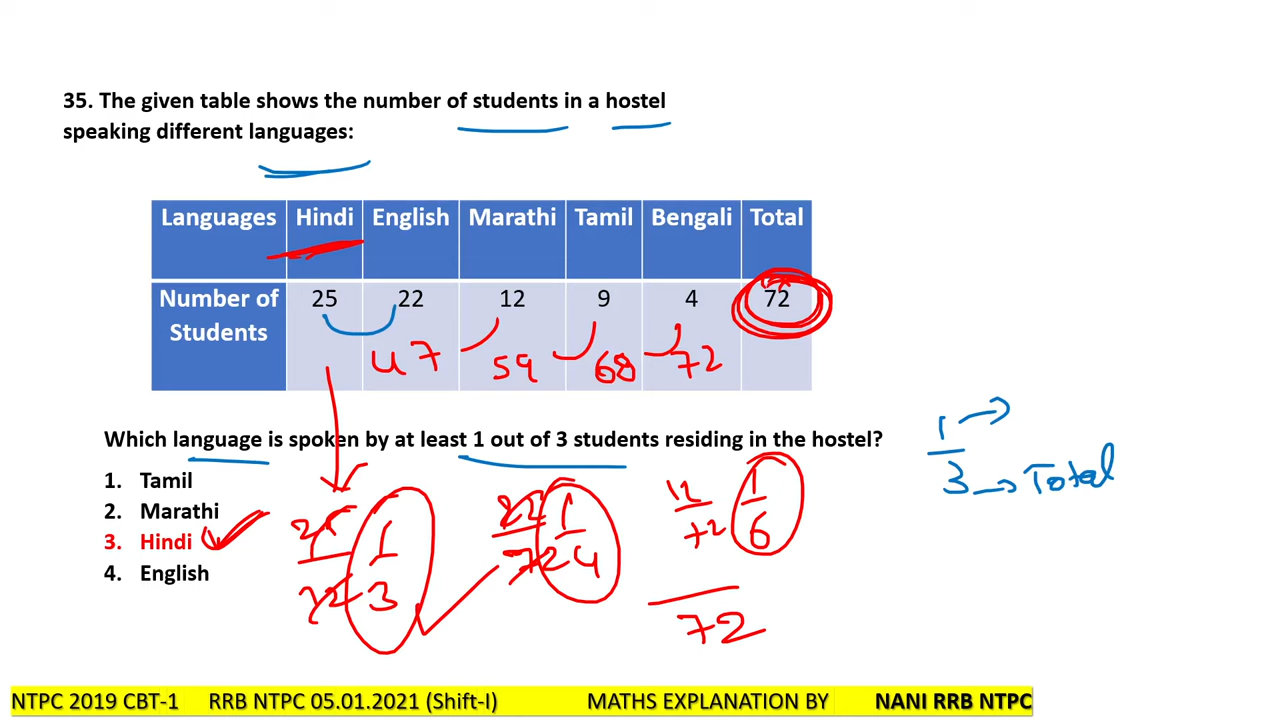 35. The given table shows the number of students in a hostel
speaking different languages:
Languages Hindi English Marathi Tamil Bengali Total
Number of Students 25 22 12 9 4 72
47 59 68 72
Which language is spoken by at least 1 out of 3 students residing in the hostel?
1. Tamil
2. Marathi
3. Hindi
4. English
25/72 1/3
22/72 1/4
12/72 1/6
72
1/3 → Total
NTPC 2019 CBT-1 RRB NTPC 05.01.2021 (Shift-I) MATHS EXPLANATION BY NANI RRB NTPC